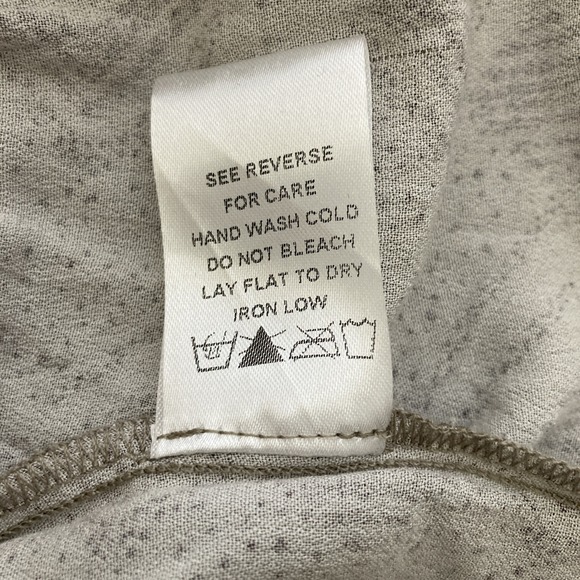 SEE REVERSE
FOR CARE
HAND WASH COLD
DO NOT BLEACH
LAY FLAT TO DRY
IRON LOW